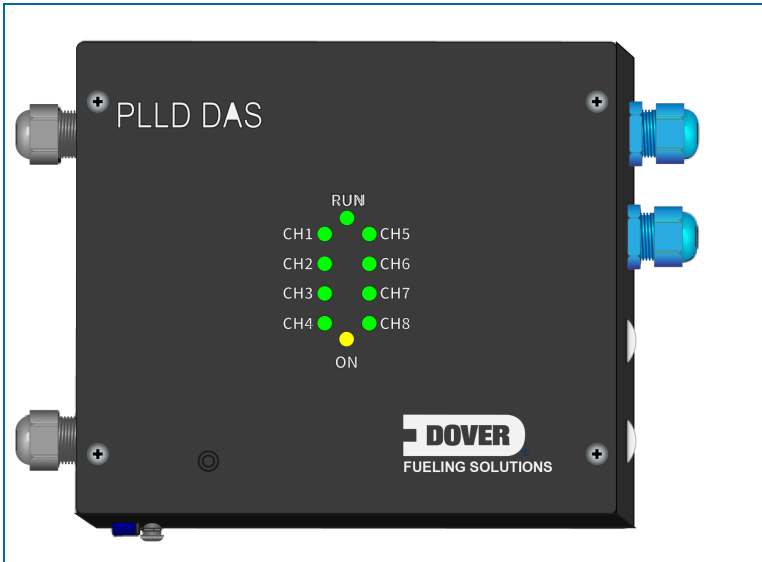 PLLD DAS
RUN
CH1 CH5
CH2 CH6
CH3 CH7
CH4 CH8
ON
DOVER
FUELING SOLUTIONS